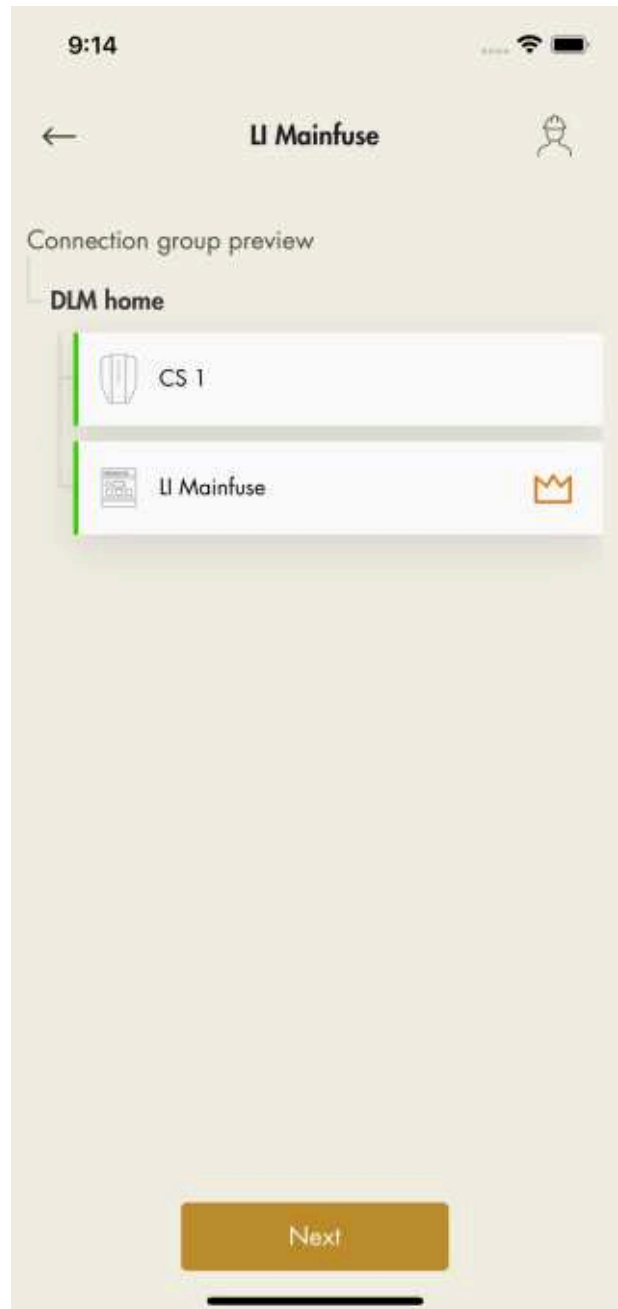 9:14
LI Mainfuse
Connection group preview
DLM home
CS 1
LI Mainfuse
Next